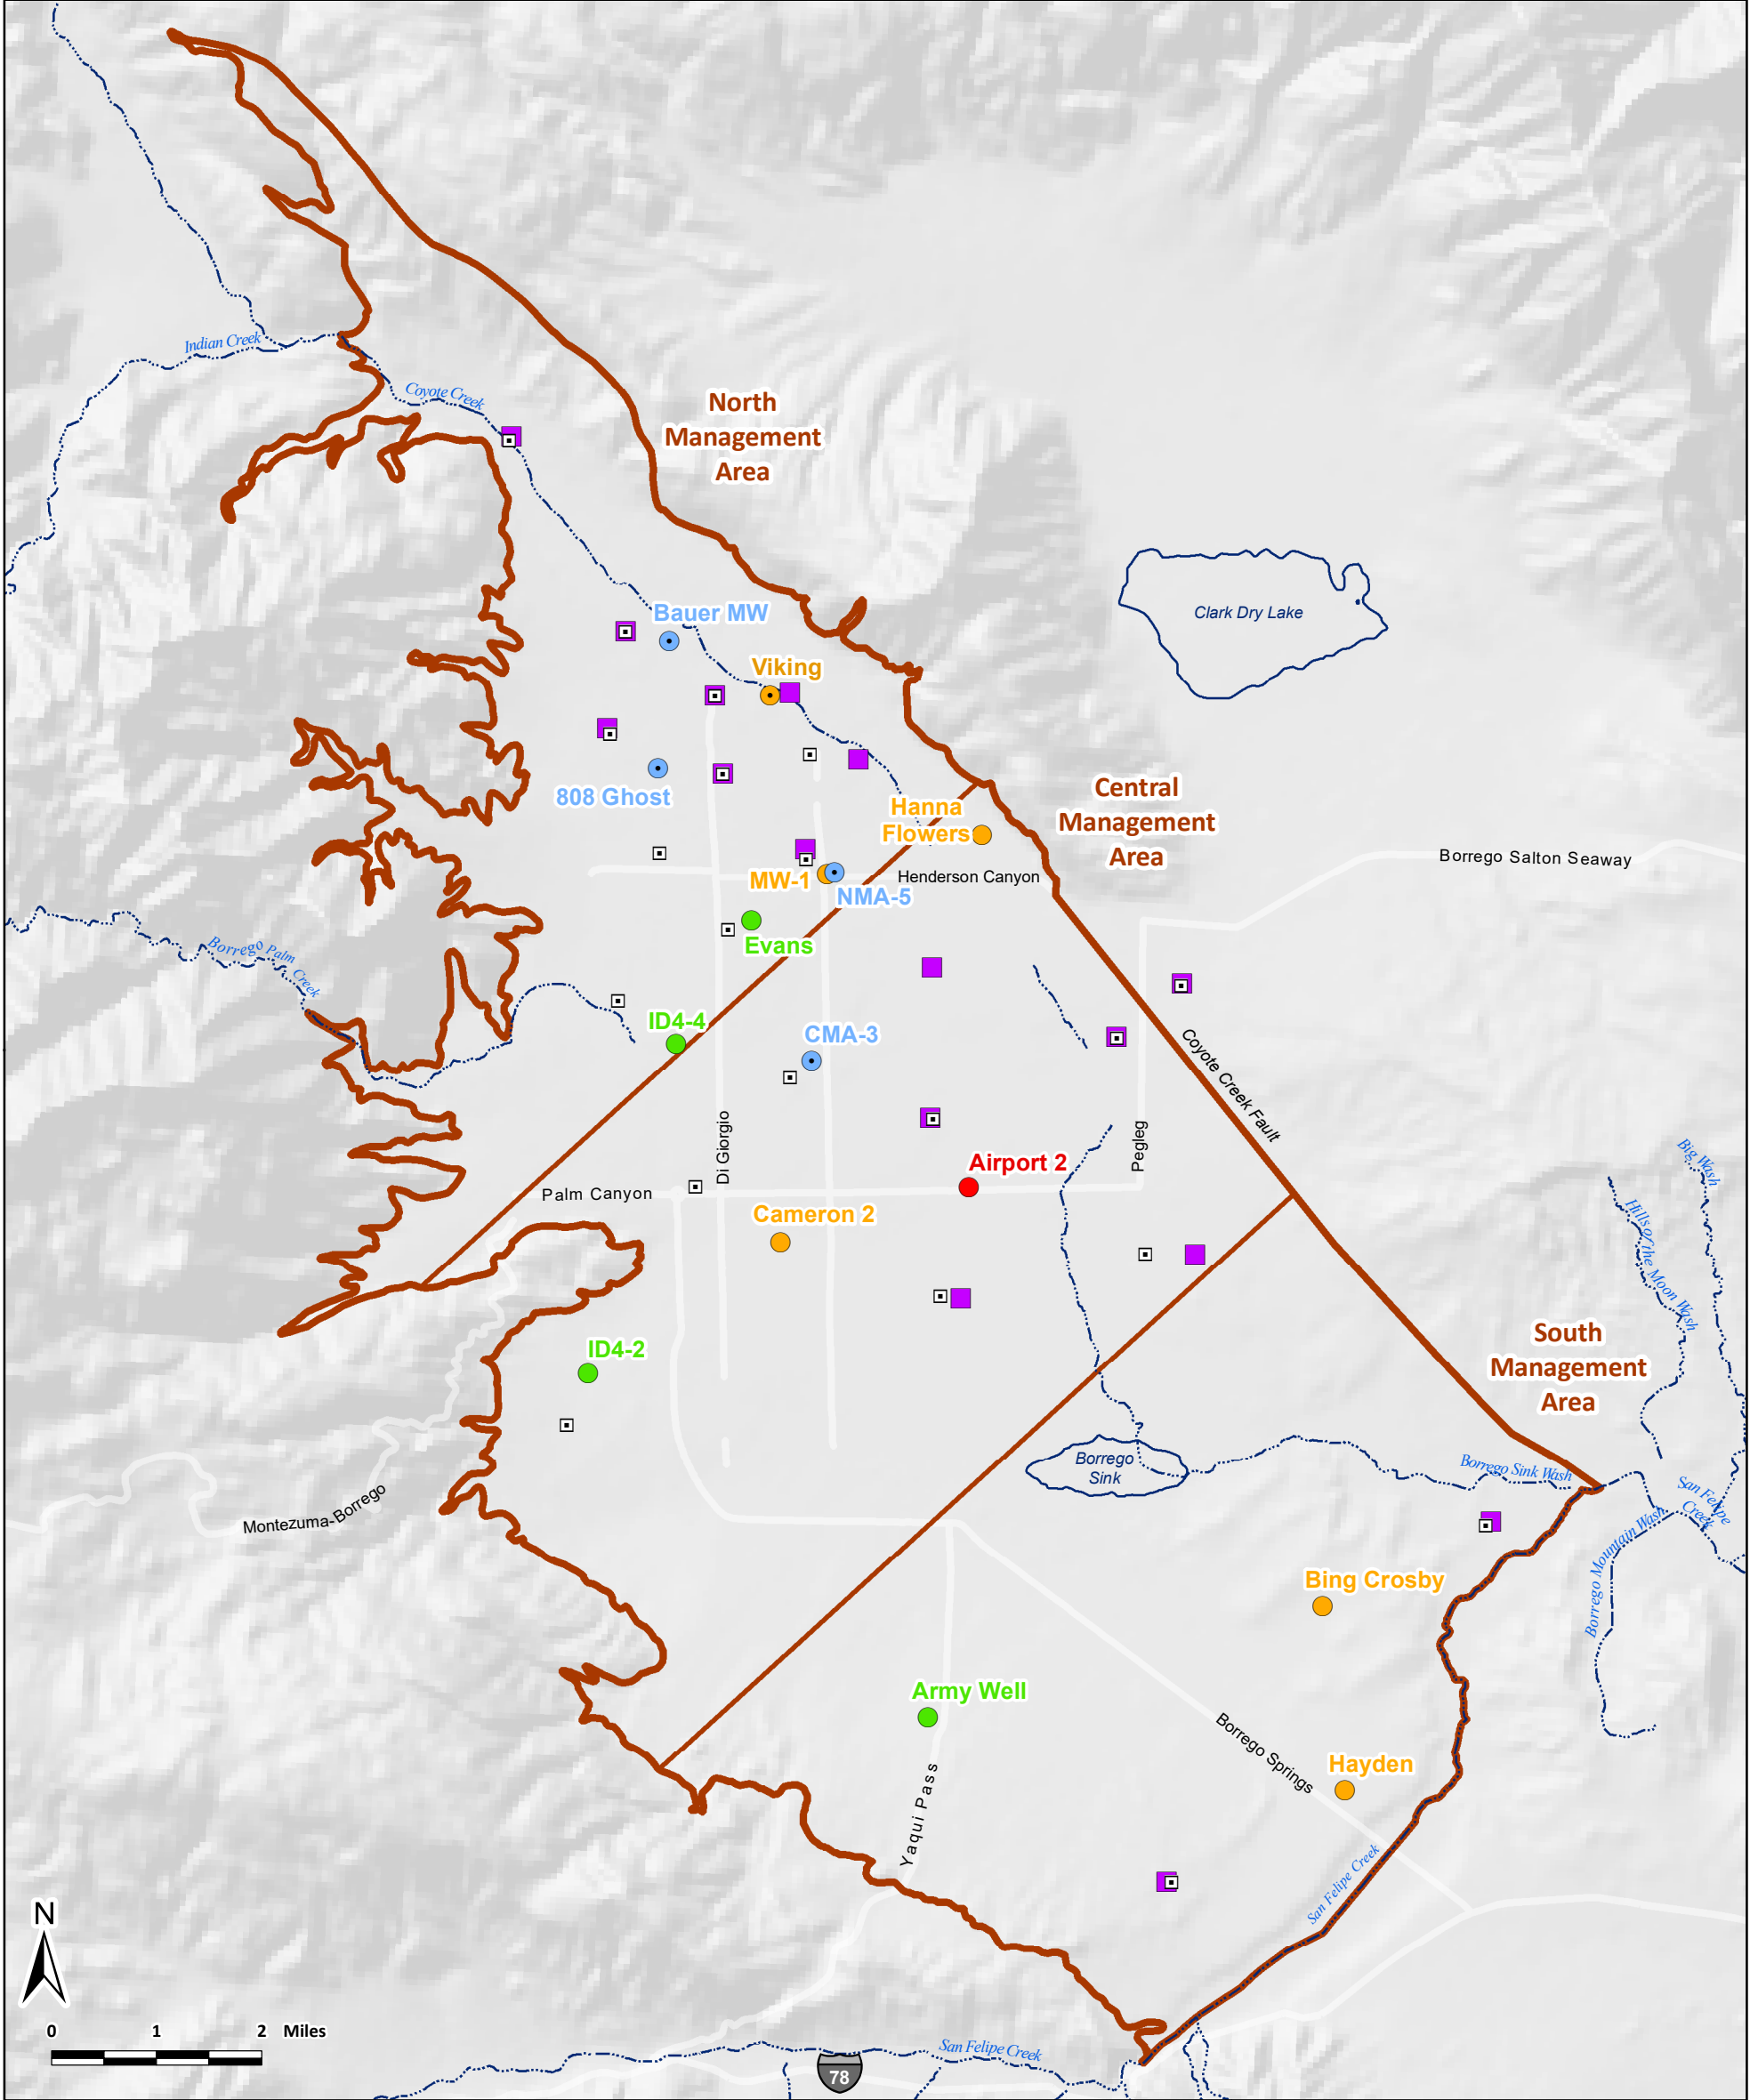 Indian Creek
Coyote Creek
North
Management
Area
Clark Dry Lake
Bauer MW
Viking
808 Ghost
Hanna
Flowers
Central
Management
Area
Borrego Salton Seaway
Henderson Canyon
MW-1
NMA-5
Evans
Borrego Palm
Creek
ID4-4
CMA-3
Coyote Creek Fault
Di Giorgio
Pegleg
Airport 2
Palm Canyon
Cameron 2
Big Wash
Hills of the Moon Wash
ID4-2
South
Management
Area
Borrego
Sink
Borrego Sink Wash
San Felipe
Creek
Montezuma-Borrego
Borrego Mountain Wash
Bing Crosby
Army Well
Borrego Springs
Hayden
Yaqui Pass
San Felipe Creek
N
0 1 2 Miles
San Felipe Creek
78